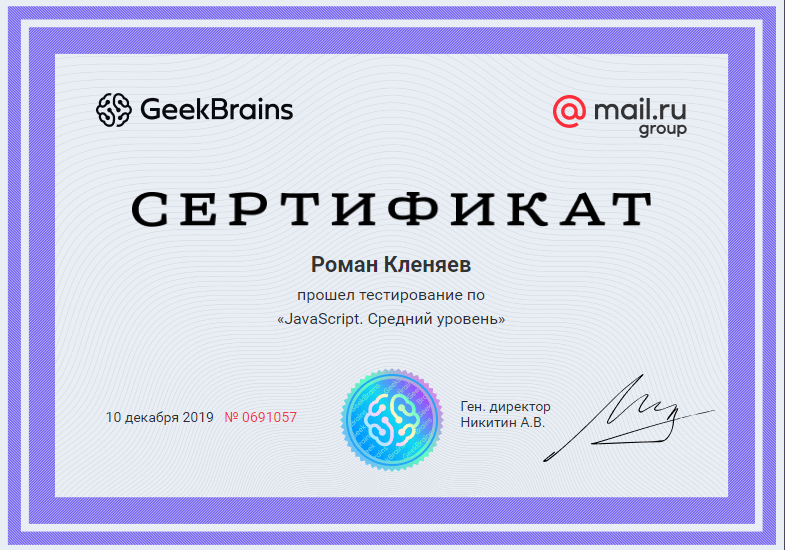 GeekBrains
@mail.ru
group
СЕРТИФИКАТ
Роман Кленяев
прошел тестирование по
«JavaScript. Средний уровень»
10 декабря 2019 № 0691057
Ген. директор
Никитин А.В.